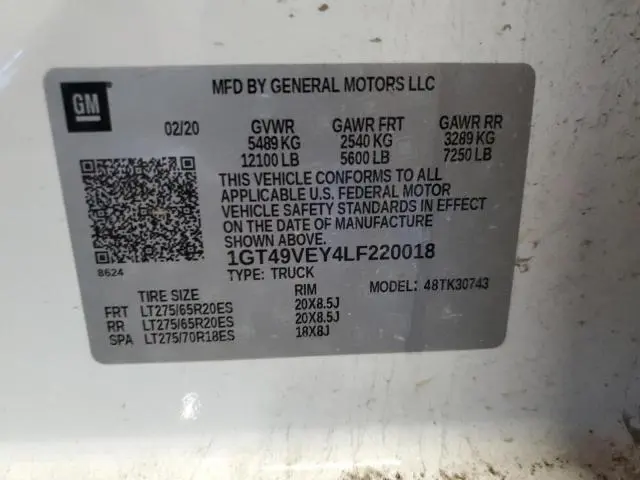 GM
MFD BY GENERAL MOTORS LLC
02/20 GVWR GAWR FRT GAWR RR
5489 KG 2540 KG 3289 KG
12100 LB 5600 LB 7250 LB
THIS VEHICLE CONFORMS TO ALL
APPLICABLE U.S. FEDERAL MOTOR
VEHICLE SAFETY STANDARDS IN EFFECT
ON THE DATE OF MANUFACTURE
SHOWN ABOVE.
8624
1GT49VEY4LF220018
TYPE: TRUCK
MODEL: 48TK30743
TIRE SIZE RIM
FRT LT275/65R20ES 20X8.5J
RR LT275/65R20ES 20X8.5J
SPA LT275/70R18ES 18X8J